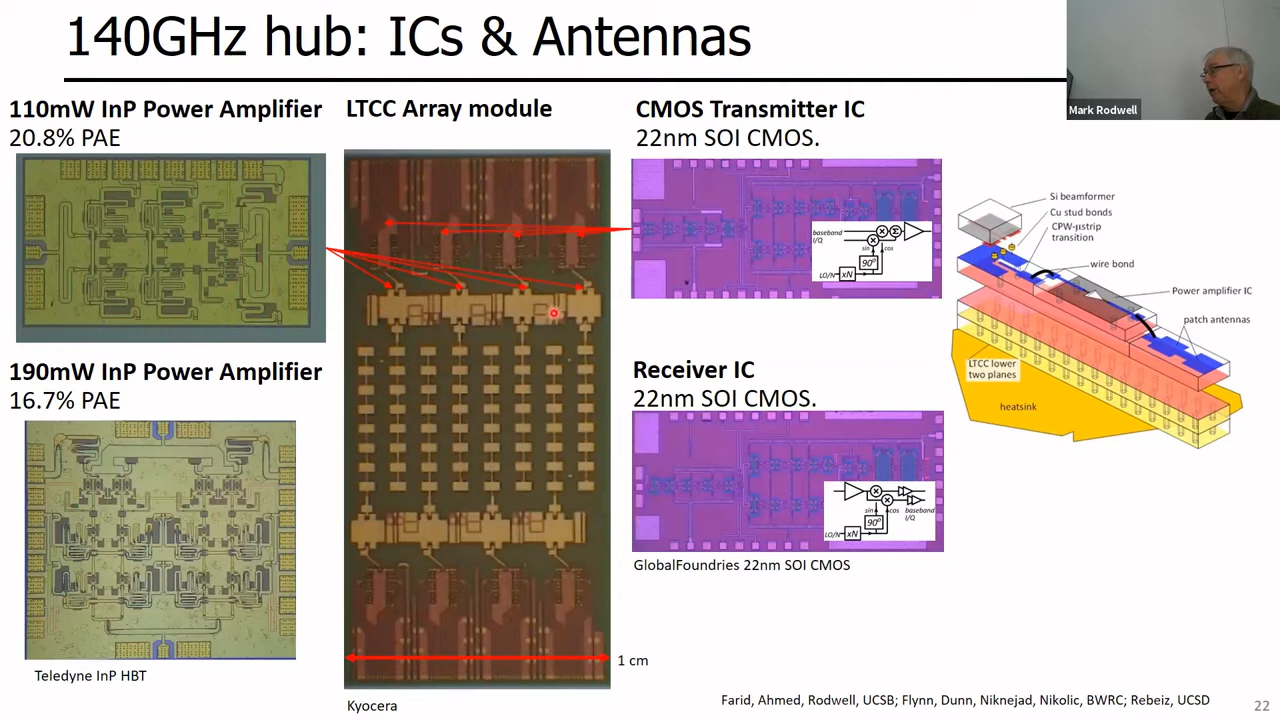 140GHz hub: ICs & Antennas
Mark Rodwell
110mW InP Power Amplifier
20.8% PAE
190mW InP Power Amplifier
16.7% PAE
Teledyne InP HBT
LTCC Array module
1 cm
Kyocera
CMOS Transmitter IC
22nm SOI CMOS.
baseband
I/Q
sin
cos
90⁰
LO/N
xN
Receiver IC
22nm SOI CMOS.
sin
cos
baseband
I/Q
90⁰
LO/N
xN
GlobalFoundries 22nm SOI CMOS
Si beamformer
Cu stud bonds
CPW-μstrip
transition
wire bond
Power amplifier IC
patch antennas
LTCC lower
two planes
heatsink
Farid, Ahmed, Rodwell, UCSB; Flynn, Dunn, Niknejad, Nikolic, BWRC; Rebeiz, UCSD
22